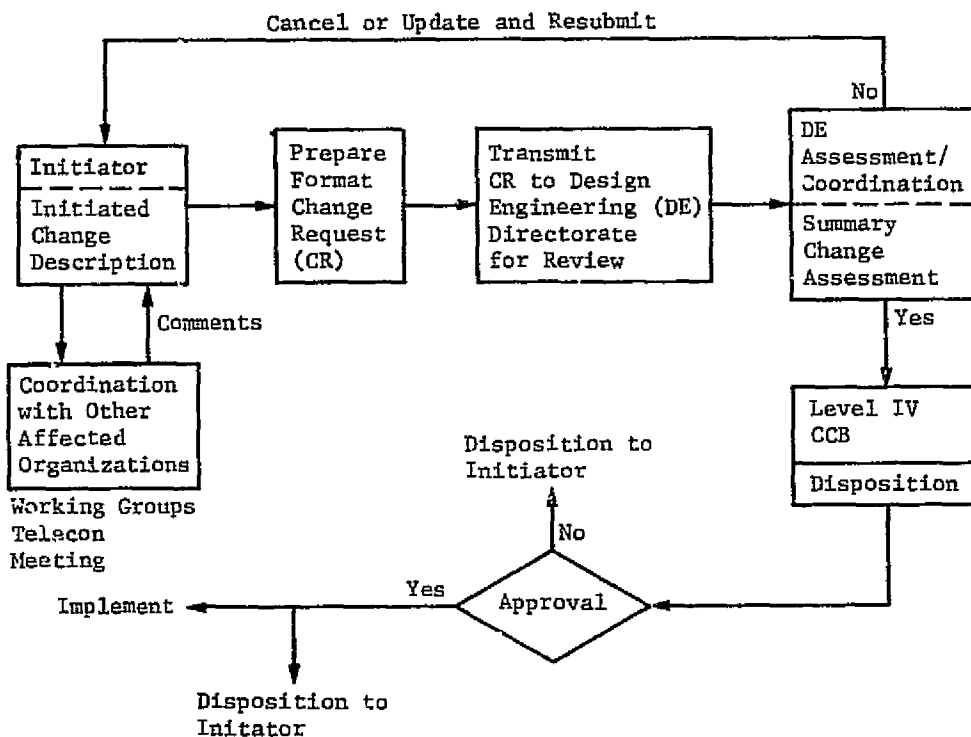 Cancel or Update and Resubmit
No
Initiator
Initiated
Change
Description
Prepare
Format
Change
Request
(CR)
Transmit
CR to Design
Engineering (DE)
Directorate
for Review
DE
Assessment/
Coordination
Summary
Change
Assessment
Comments
Yes
Coordination
with Other
Affected
Organizations
Working Groups
Telecon
Meeting
Level IV
CCB
Disposition
Disposition to
Initiator
No
Approval
Yes
Implement
Disposition to
Initator